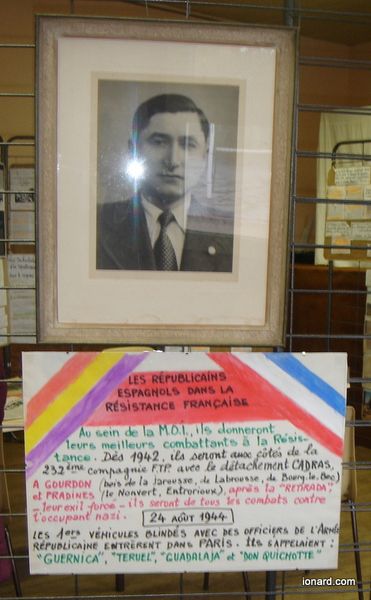 LES RÉPUBLICAINS
ESPAGNOLS DANS LA
RÉSISTANCE FRANÇAISE
Au sein de la M.O.I., ils donneront
leurs meilleurs combattants à la Résis-
tance. Dès 1942, ils seront aux côtés de la
232ème compagnie F.T.P. avec le détachement CADRAS,
A GOURDON (bois de la Jarousse, de Labrousse, de Bourg-le-Bec)
et PRADINES (le Nonvert, Entrorieux), après la "RETIRADA",
- leur exil forcé - ils seront de tous les combats contre
l'occupant nazi. 24 AOÛT 1944
LES 1ers VÉHICULES BLINDÉS AVEC DES OFFICIERS DE L'ARMÉE
RÉPUBLICAINE ENTRÈRENT DANS PARIS. ILS S'APPELAIENT :
"GUERNICA", "TERUEL", "GUADALAJA" et "DON QUICHOTTE"
ionard.com